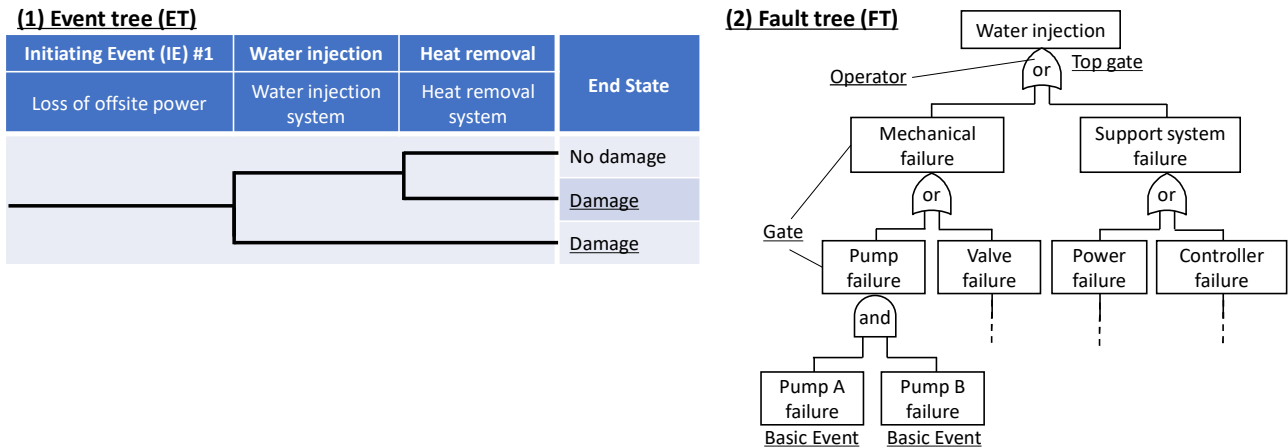 (1) Event tree (ET)
Initiating Event (IE) #1
Water injection
Heat removal
End State
Loss of offsite power
Water injection
system
Heat removal
system
No damage
Damage
Damage
(2) Fault tree (FT)
Water injection
Operator
or
Top gate
Mechanical
failure
Support system
failure
or
or
Gate
Pump
failure
Valve
failure
Power
failure
Controller
failure
and
Pump A
failure
Pump B
failure
Basic Event
Basic Event